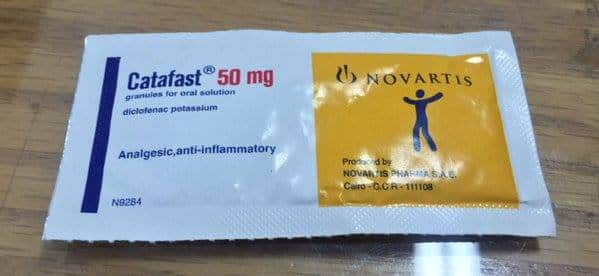 Catafast® 50 mg
granules for oral solution
diclofenac potassium
Analgesic,anti-inflammatory
N9284
NOVARTIS
Produced by
NOVARTIS PHARMA S.A.E.
Cairo - C.C.R - 111108